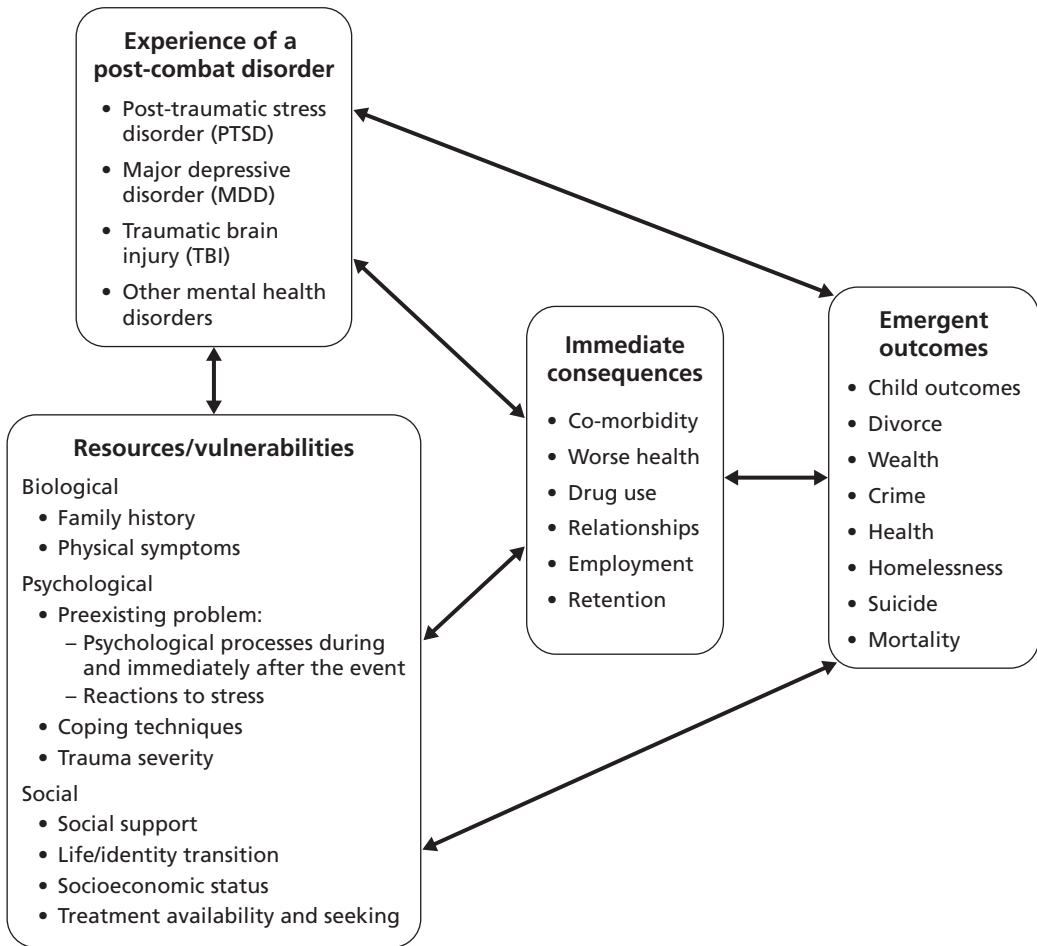 Experience of a
post-combat disorder
• Post-traumatic stress
disorder (PTSD)
• Major depressive
disorder (MDD)
• Traumatic brain
injury (TBI)
• Other mental health
disorders
Resources/vulnerabilities
Biological
• Family history
• Physical symptoms
Psychological
• Preexisting problem:
– Psychological processes during
and immediately after the event
– Reactions to stress
• Coping techniques
• Trauma severity
Social
• Social support
• Life/identity transition
• Socioeconomic status
• Treatment availability and seeking
Immediate
consequences
• Co-morbidity
• Worse health
• Drug use
• Relationships
• Employment
• Retention
Emergent
outcomes
• Child outcomes
• Divorce
• Wealth
• Crime
• Health
• Homelessness
• Suicide
• Mortality